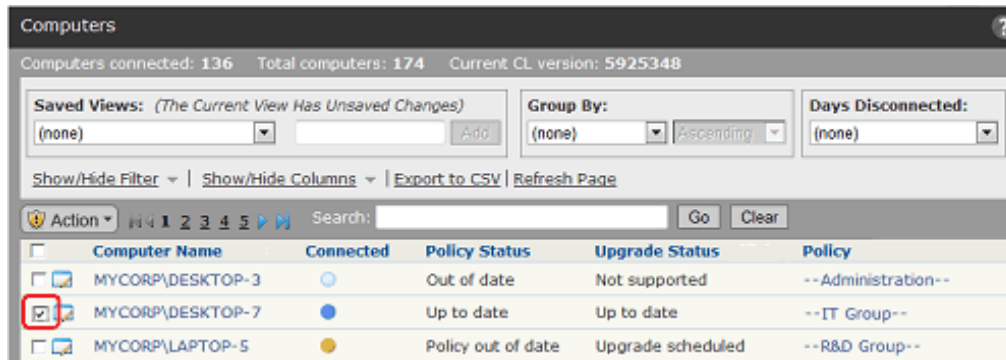 Computers ?
Computers connected: 136 Total computers: 174 Current CL version: 5925348
Saved Views: (The Current View Has Unsaved Changes) Group By: Days Disconnected:
(none) Add (none) Ascending (none)
Show/Hide Filter | Show/Hide Columns | Export to CSV | Refresh Page
Action 1 2 3 4 5 Search: Go Clear
Computer Name Connected Policy Status Upgrade Status Policy
MYCORP\DESKTOP-3 Out of date Not supported --Administration--
MYCORP\DESKTOP-7 Up to date Up to date --IT Group--
MYCORP\LAPTOP-5 Policy out of date Upgrade scheduled --R&D Group--